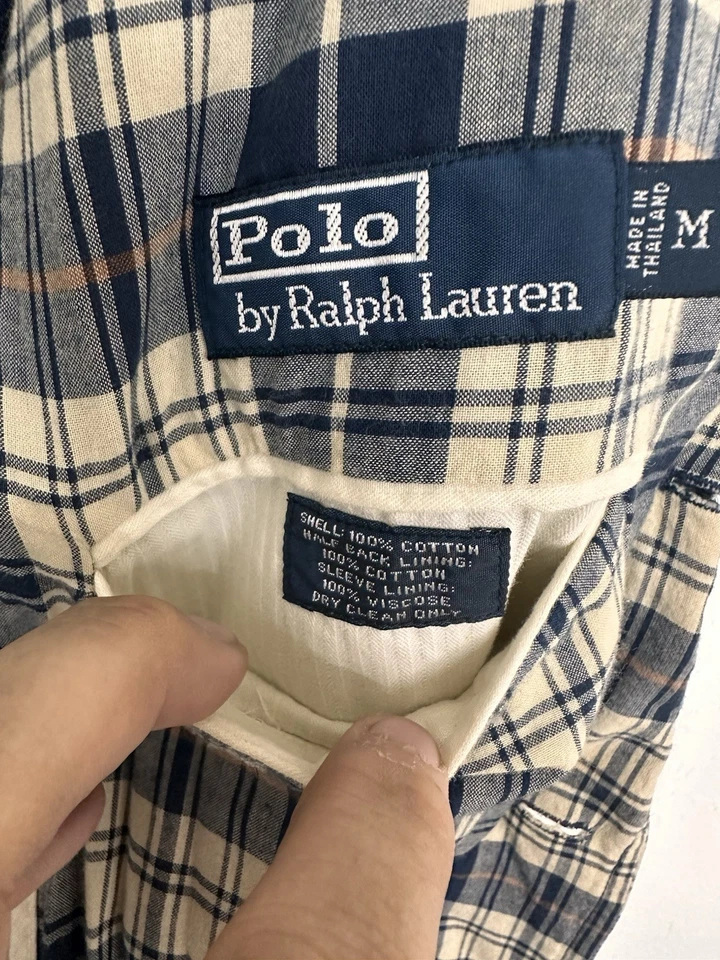 Polo
by Ralph Lauren
MADE IN
THAILAND
M
SHELL: 100% COTTON
HALF BACK LINING:
100% COTTON
SLEEVE LINING:
100% VISCOSE
DRY CLEAN ONLY